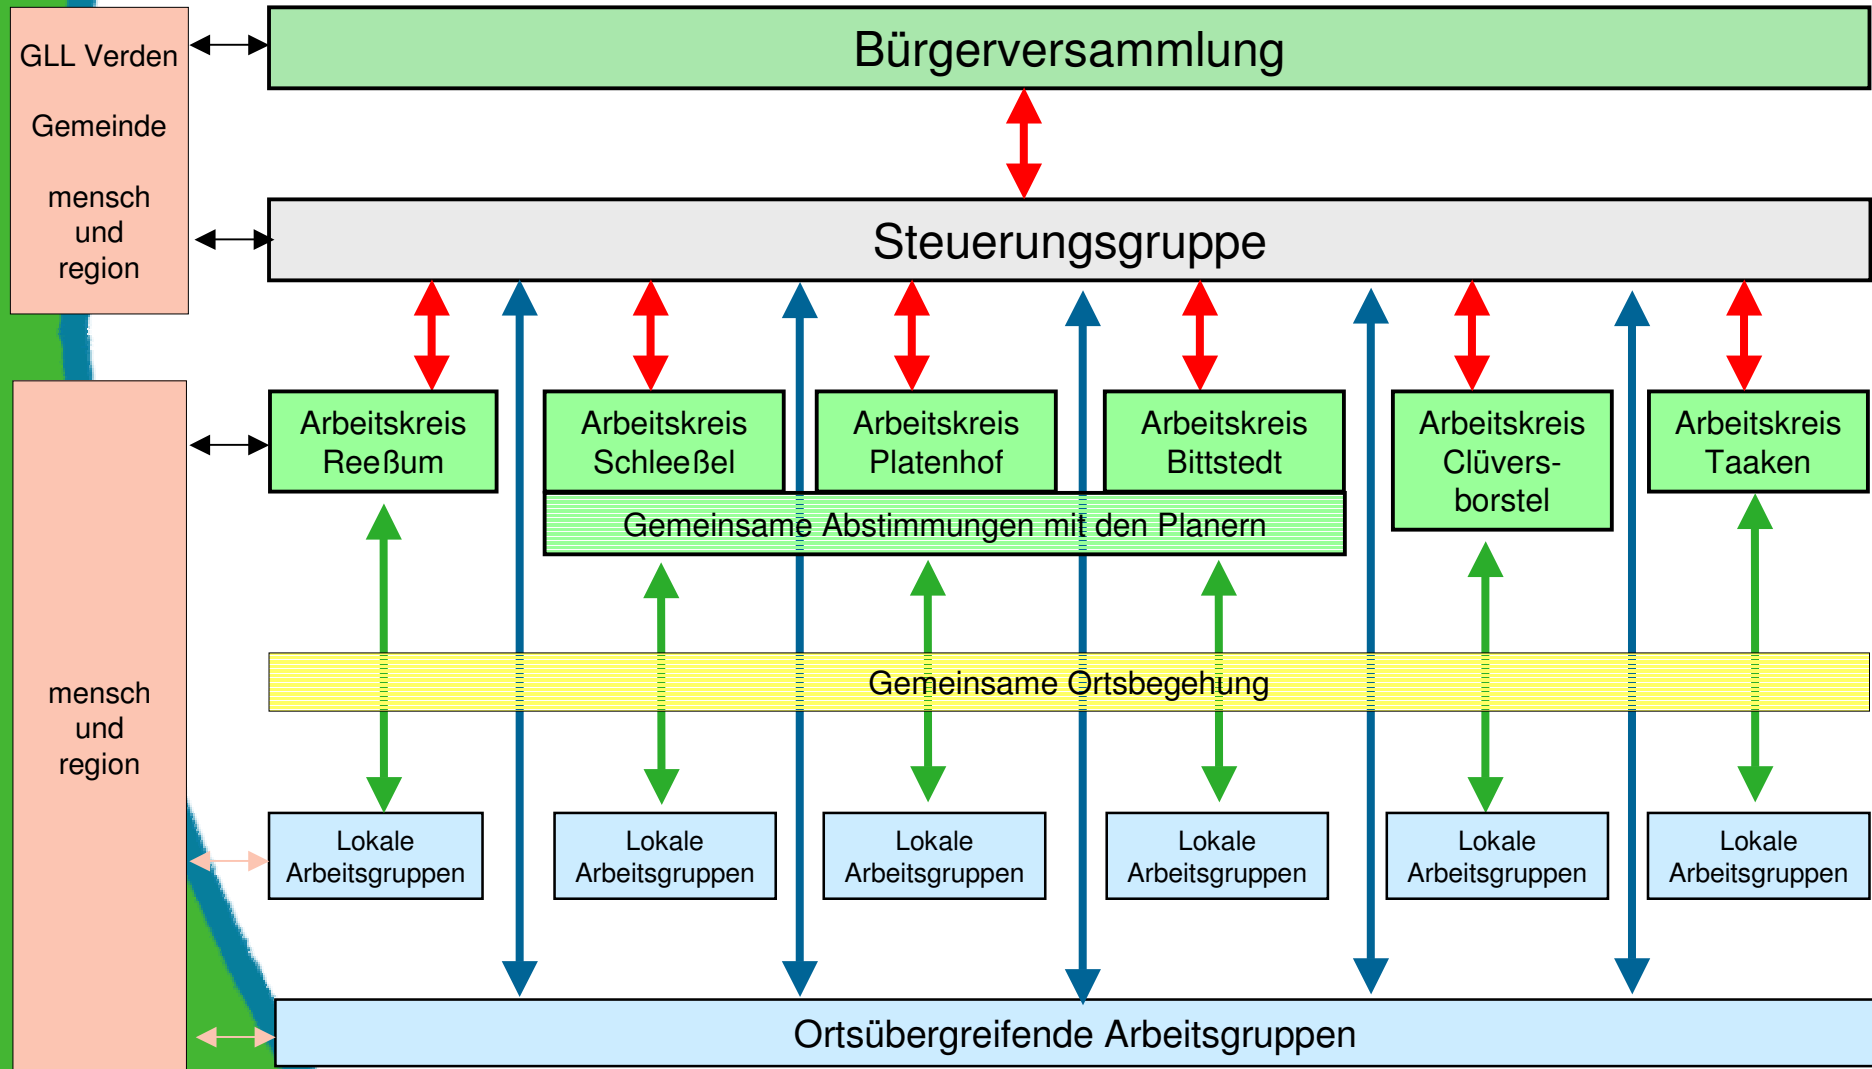 GLL Verden
Gemeinde
mensch
und
region
Bürgerversammlung
Steuerungsgruppe
Arbeitskreis
Reeßum
Arbeitskreis
Schleeßel
Arbeitskreis
Platenhof
Arbeitskreis
Bittstedt
Arbeitskreis
Clüvers-
borstel
Arbeitskreis
Taaken
Gemeinsame Abstimmungen mit den Planern
Gemeinsame Ortsbegehung
mensch
und
region
Lokale
Arbeitsgruppen
Lokale
Arbeitsgruppen
Lokale
Arbeitsgruppen
Lokale
Arbeitsgruppen
Lokale
Arbeitsgruppen
Lokale
Arbeitsgruppen
Ortsübergreifende Arbeitsgruppen